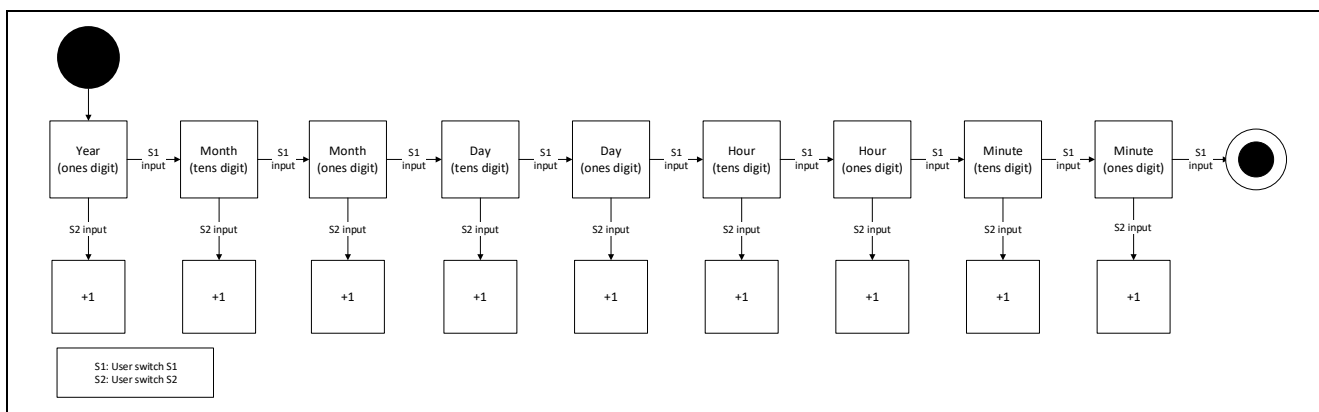 Year
(ones digit)
S1
input
Month
(tens digit)
S1
input
Month
(ones digit)
S1
input
Day
(tens digit)
S1
input
Day
(ones digit)
S1
input
Hour
(tens digit)
S1
input
Hour
(ones digit)
S1
input
Minute
(tens digit)
S1
input
Minute
(ones digit)
S1
input
S2 input
S2 input
S2 input
S2 input
S2 input
S2 input
S2 input
S2 input
S2 input
+1
+1
+1
+1
+1
+1
+1
+1
+1
S1: User switch S1
S2: User switch S2